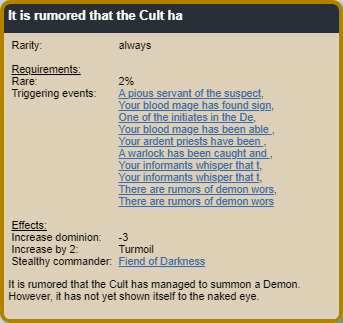 It is rumored that the Cult ha
Rarity: always
Requirements:
Rare: 2%
Triggering events: A pious servant of the suspect,
Your blood mage has found sign,
One of the initiates in the De,
Your blood mage has been able ,
Your ardent priests have been ,
A warlock has been caught and ,
Your informants whisper that t,
Your informants whisper that t,
There are rumors of demon wors,
There are rumors of demon wors
Effects:
Increase dominion: -3
Increase by 2: Turmoil
Stealthy commander: Fiend of Darkness
It is rumored that the Cult has managed to summon a Demon.
However, it has not yet shown itself to the naked eye.